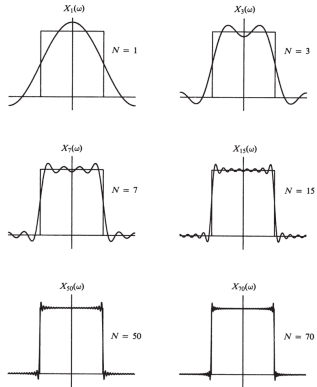 X₁(ω)
N = 1
X₃(ω)
N = 3
X₇(ω)
N = 7
X₁₅(ω)
N = 15
X₅₀(ω)
N = 50
X₇₀(ω)
N = 70